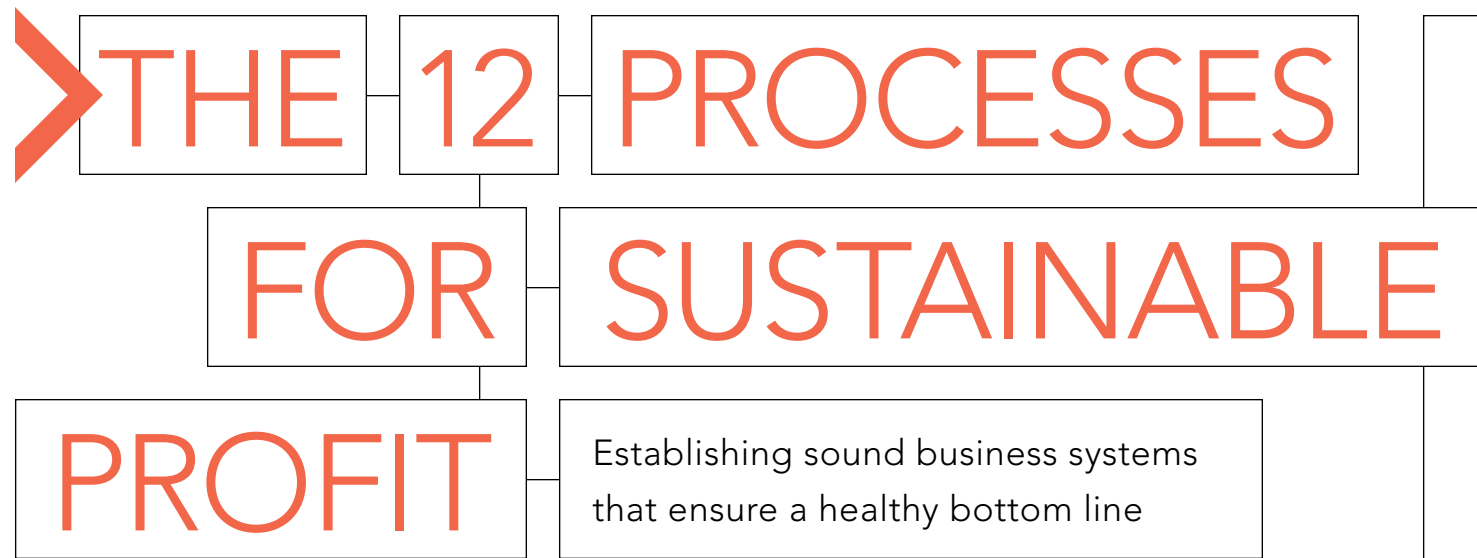 THE 12 PROCESSES
FOR SUSTAINABLE
PROFIT
Establishing sound business systems
that ensure a healthy bottom line